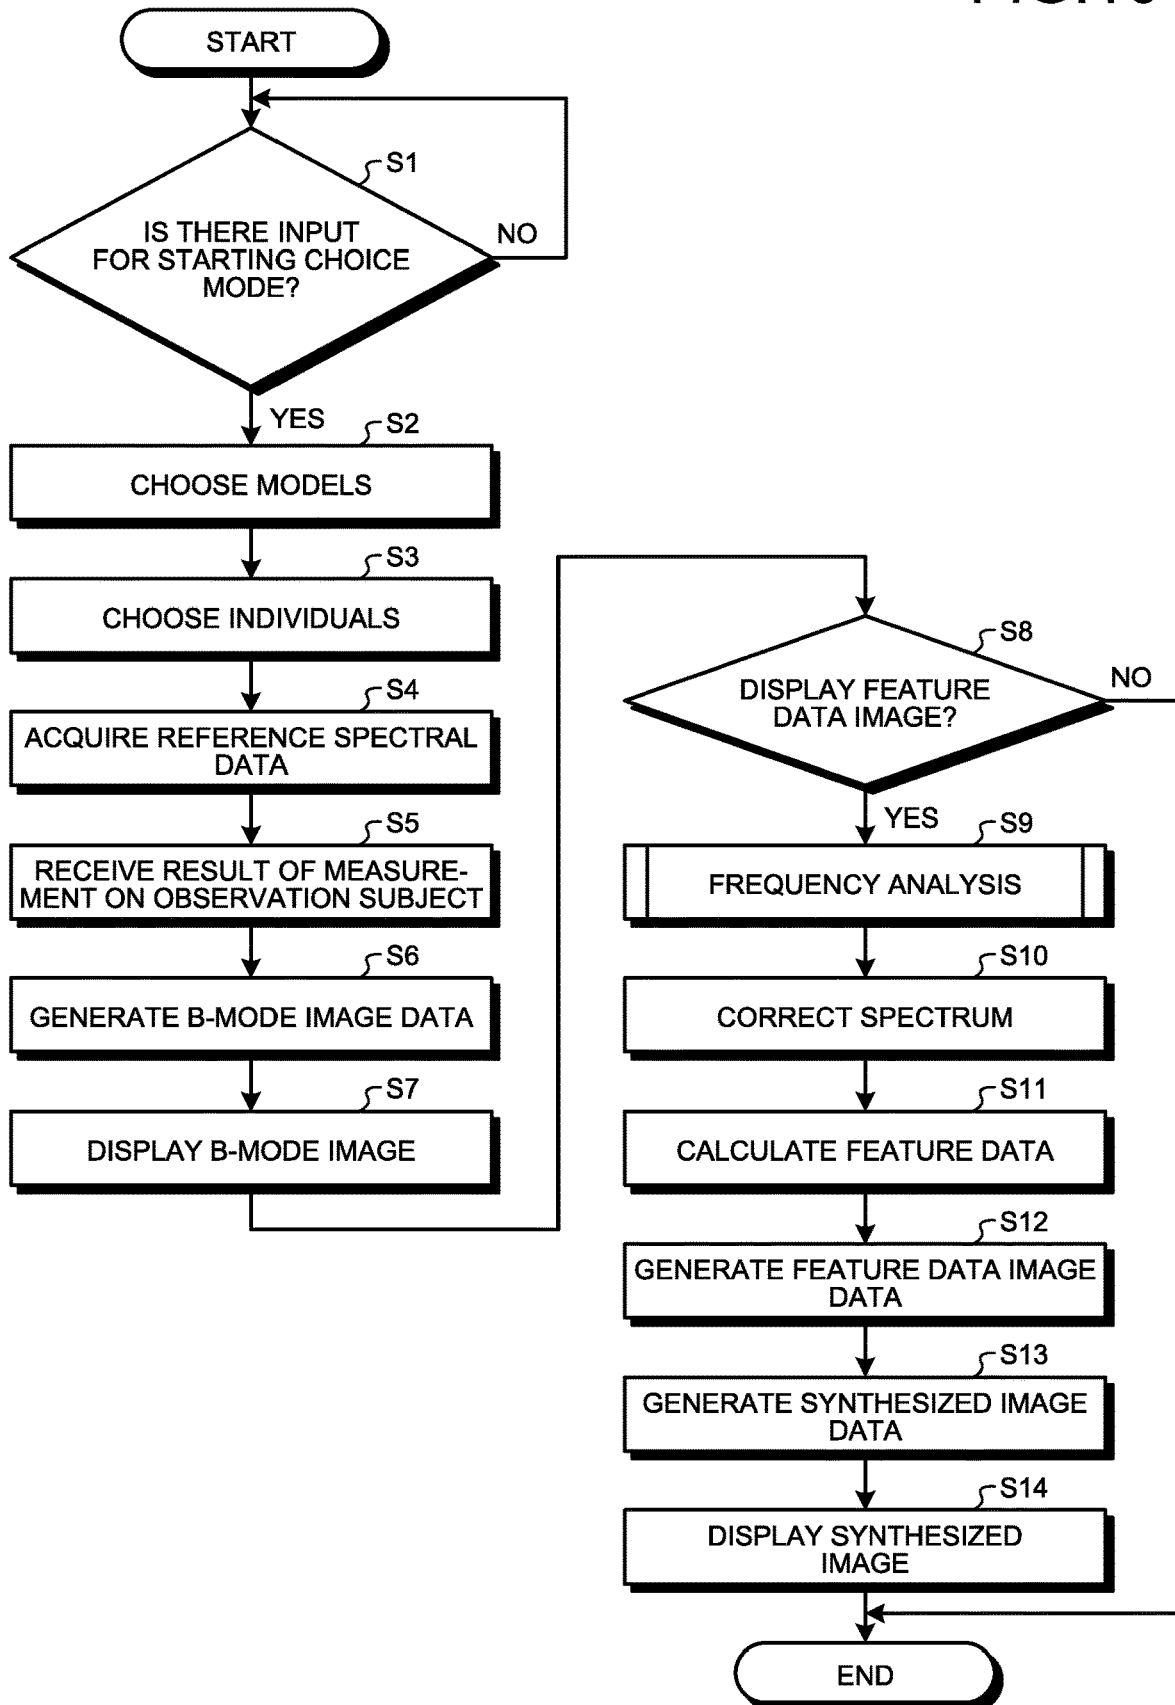 START
S1
IS THERE INPUT
FOR STARTING CHOICE
MODE?
NO
YES
S2
CHOOSE MODELS
S3
CHOOSE INDIVIDUALS
S4
ACQUIRE REFERENCE SPECTRAL
DATA
S5
RECEIVE RESULT OF MEASURE-
MENT ON OBSERVATION SUBJECT
S6
GENERATE B-MODE IMAGE DATA
S7
DISPLAY B-MODE IMAGE
S8
DISPLAY FEATURE
DATA IMAGE?
NO
YES
S9
FREQUENCY ANALYSIS
S10
CORRECT SPECTRUM
S11
CALCULATE FEATURE DATA
S12
GENERATE FEATURE DATA IMAGE
DATA
S13
GENERATE SYNTHESIZED IMAGE
DATA
S14
DISPLAY SYNTHESIZED
IMAGE
END